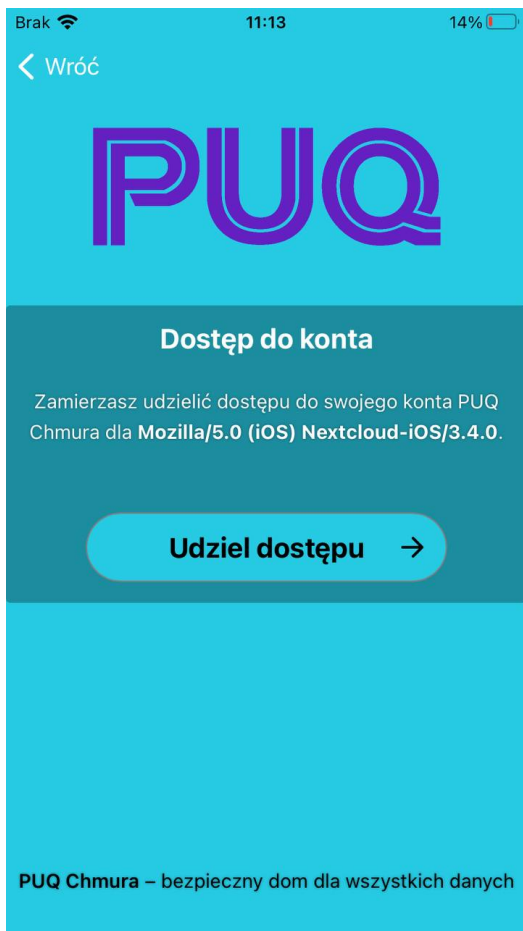 Brak 11:13 14%
Wróć
PUQ
Dostęp do konta
Zamierzasz udzielić dostępu do swojego konta PUQ
Chmura dla Mozilla/5.0 (iOS) Nextcloud-iOS/3.4.0.
Udziel dostępu →
PUQ Chmura – bezpieczny dom dla wszystkich danych